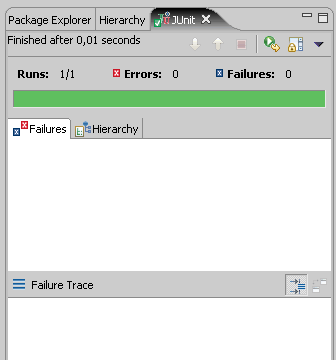 Package Explorer Hierarchy JUnit
Finished after 0,01 seconds
Runs: 1/1 Errors: 0 Failures: 0
Failures Hierarchy
Failure Trace